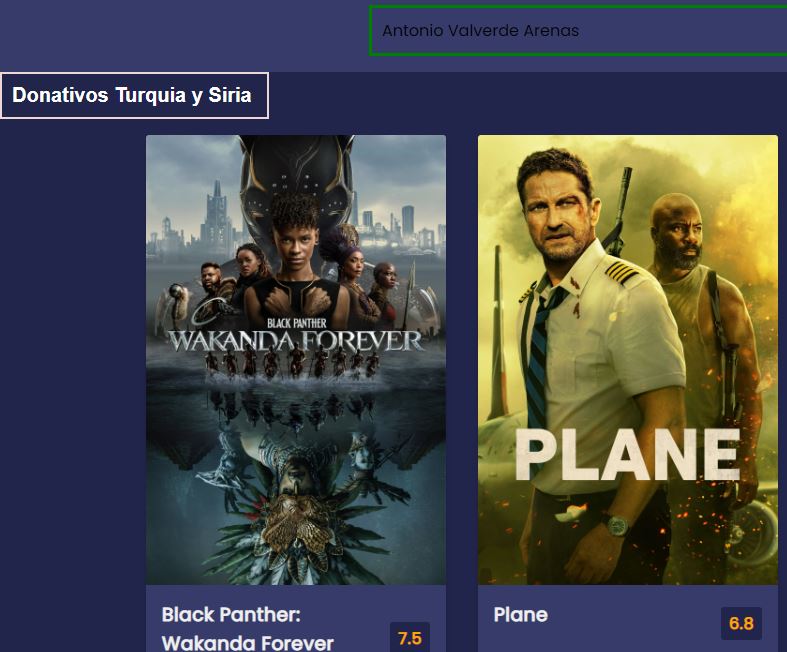 Antonio Valverde Arenas
Donativos Turquia y Siria
BLACK PANTHER
WAKANDA FOREVER
PLANE
Black Panther:
Wakanda Forever
7.5
Plane
6.8